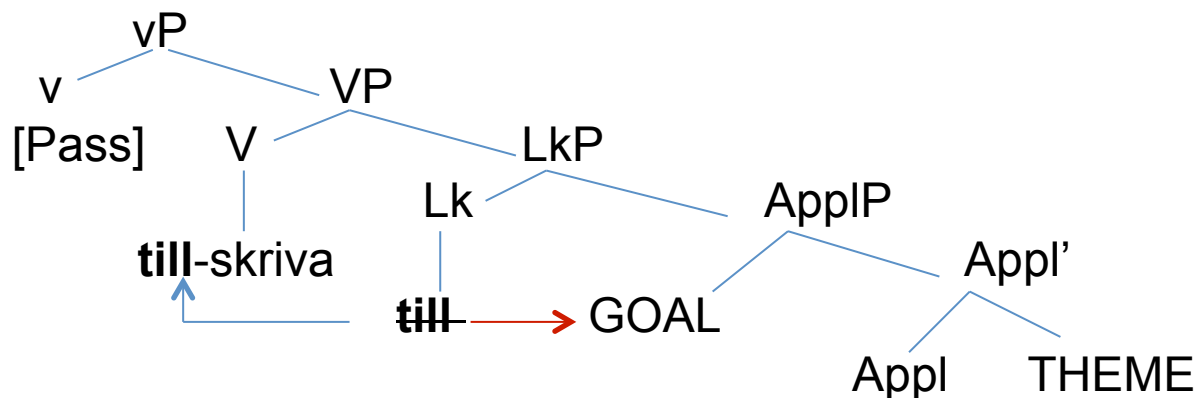 vP
v VP
[Pass] V LkP
Lk ApplP
till-skriva Appl’
till- GOAL
Appl THEME